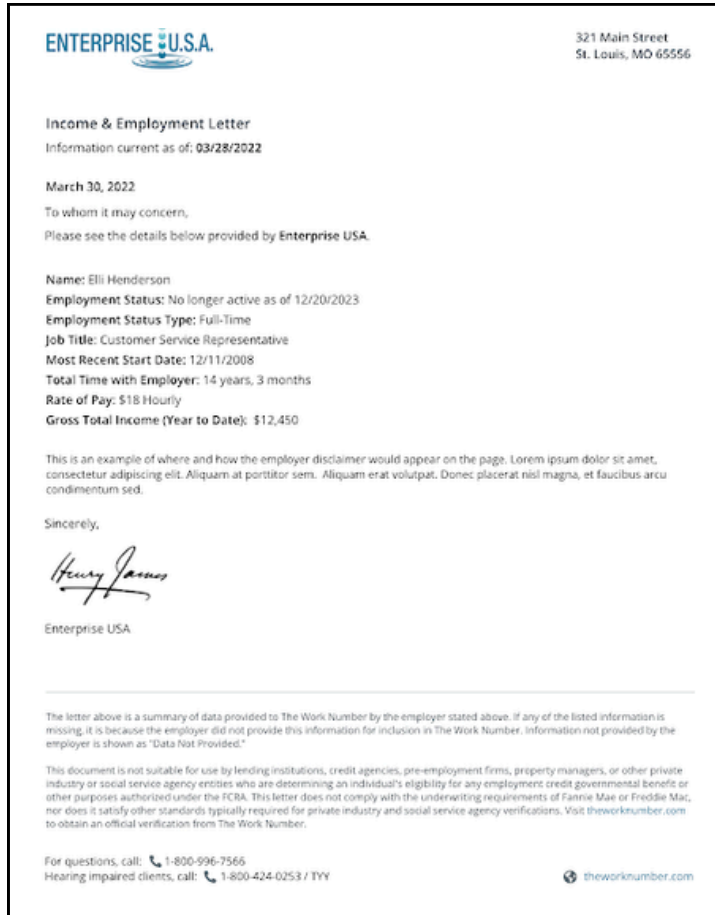 ENTERPRISE U.S.A.
321 Main Street
St. Louis, MO 65556
Income & Employment Letter
Information current as of: 03/28/2022
March 30, 2022
To whom it may concern,
Please see the details below provided by Enterprise USA.
Name: Elli Henderson
Employment Status: No longer active as of 12/20/2023
Employment Status Type: Full-Time
Job Title: Customer Service Representative
Most Recent Start Date: 12/11/2008
Total Time with Employer: 14 years, 3 months
Rate of Pay: $18 Hourly
Gross Total Income (Year to Date): $12,450
This is an example of where and how the employer disclaimer would appear on the page. Lorem ipsum dolor sit amet,
consectetur adipiscing elit. Aliquam at porttitor sem. Aliquam erat volutpat. Donec placerat nisl magna, et faucibus arcu
condimentum sed.
Sincerely,
Henry James
Enterprise USA
The letter above is a summary of data provided to The Work Number by the employer stated above. If any of the listed information is
missing, it is because the employer did not provide this information for inclusion in The Work Number. Information not provided by the
employer is shown as "Data Not Provided."
This document is not suitable for use by lending institutions, credit agencies, pre-employment firms, property managers, or other private
industry or social service agency entities who are determining an individual's eligibility for any employment credit governmental benefit or
other purposes authorized under the FCRA. This letter does not comply with the underwriting requirements of Fannie Mae or Freddie Mac,
nor does it satisfy other standards typically required for private industry and social service agency verifications. Visit theworknumber.com
to obtain an official verification from The Work Number.
For questions, call: 1-800-996-7566
Hearing impaired clients, call: 1-800-424-0253 / TYY
theworknumber.com